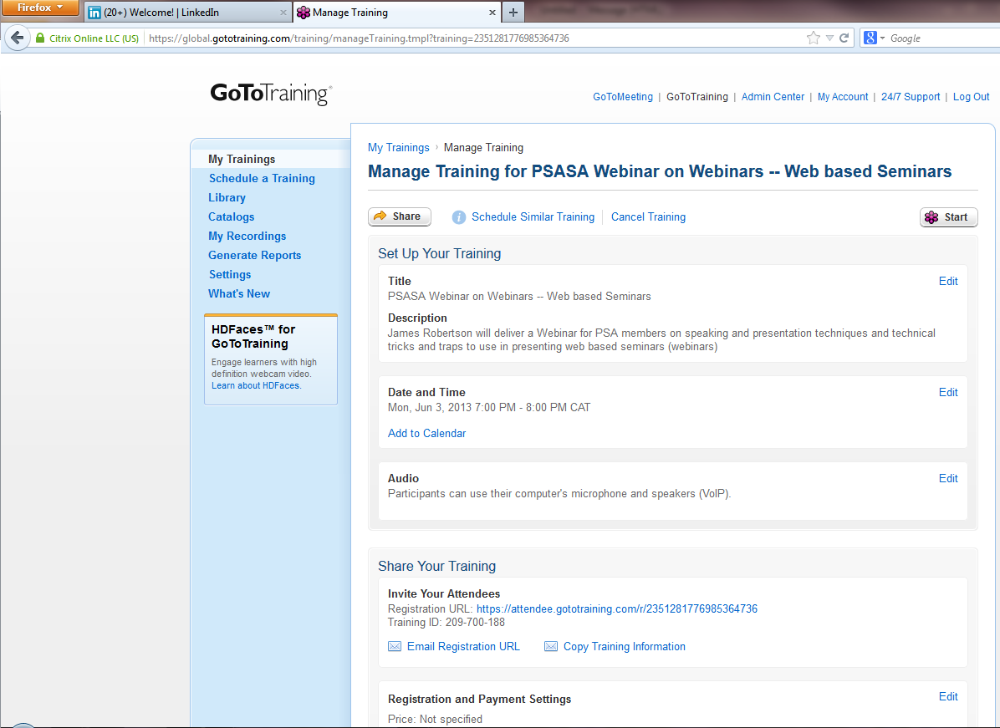 Firefox
(20+) Welcome! | LinkedIn
Manage Training
Citrix Online LLC (US)
https://global.gototraining.com/training/manageTraining.tmpl?training=2351281776985364736
Google
GoToTraining
GoToMeeting | GoToTraining | Admin Center | My Account | 24/7 Support | Log Out
My Trainings
Schedule a Training
Library
Catalogs
My Recordings
Generate Reports
Settings
What's New
HDFaces™ for
GoToTraining
Engage learners with high
definition webcam video.
Learn about HDFaces.
My Trainings › Manage Training
Manage Training for PSASA Webinar on Webinars -- Web based Seminars
Share
Schedule Similar Training | Cancel Training
Start
Set Up Your Training
Title
Edit
PSASA Webinar on Webinars -- Web based Seminars
Description
James Robertson will deliver a Webinar for PSA members on speaking and presentation techniques and technical
tricks and traps to use in presenting web based seminars (webinars)
Date and Time
Edit
Mon, Jun 3, 2013 7:00 PM - 8:00 PM CAT
Add to Calendar
Audio
Edit
Participants can use their computer's microphone and speakers (VoIP).
Share Your Training
Invite Your Attendees
Registration URL: https://attendee.gototraining.com/r/2351281776985364736
Training ID: 209-700-188
Email Registration URL
Copy Training Information
Registration and Payment Settings
Edit
Price: Not specified